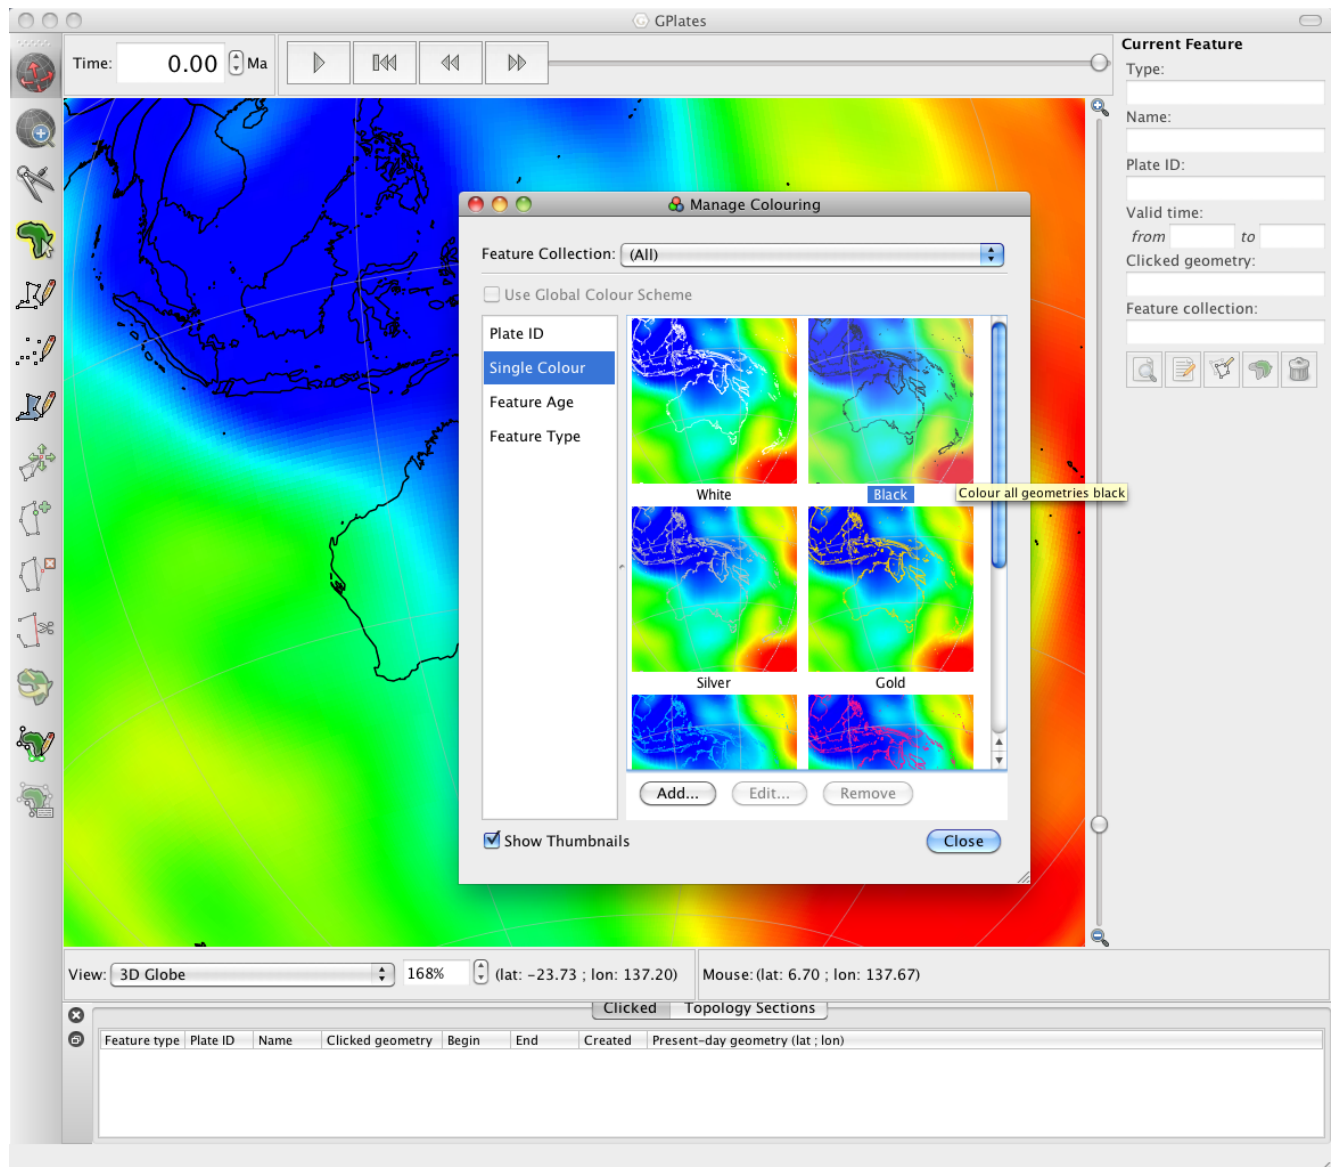 GPlates
Time: 0.00 Ma
Current Feature
Type:
Name:
Plate ID:
Valid time:
from to
Clicked geometry:
Feature collection:
Manage Colouring
Feature Collection: (All)
Use Global Colour Scheme
Plate ID
Single Colour
Feature Age
Feature Type
White Black
Colour all geometries black
Silver Gold
Add... Edit... Remove
Show Thumbnails
Close
View: 3D Globe 168% (lat: -23.73 ; lon: 137.20) Mouse: (lat: 6.70 ; lon: 137.67)
Clicked Topology Sections
Feature type Plate ID Name Clicked geometry Begin End Created Present-day geometry (lat ; lon)